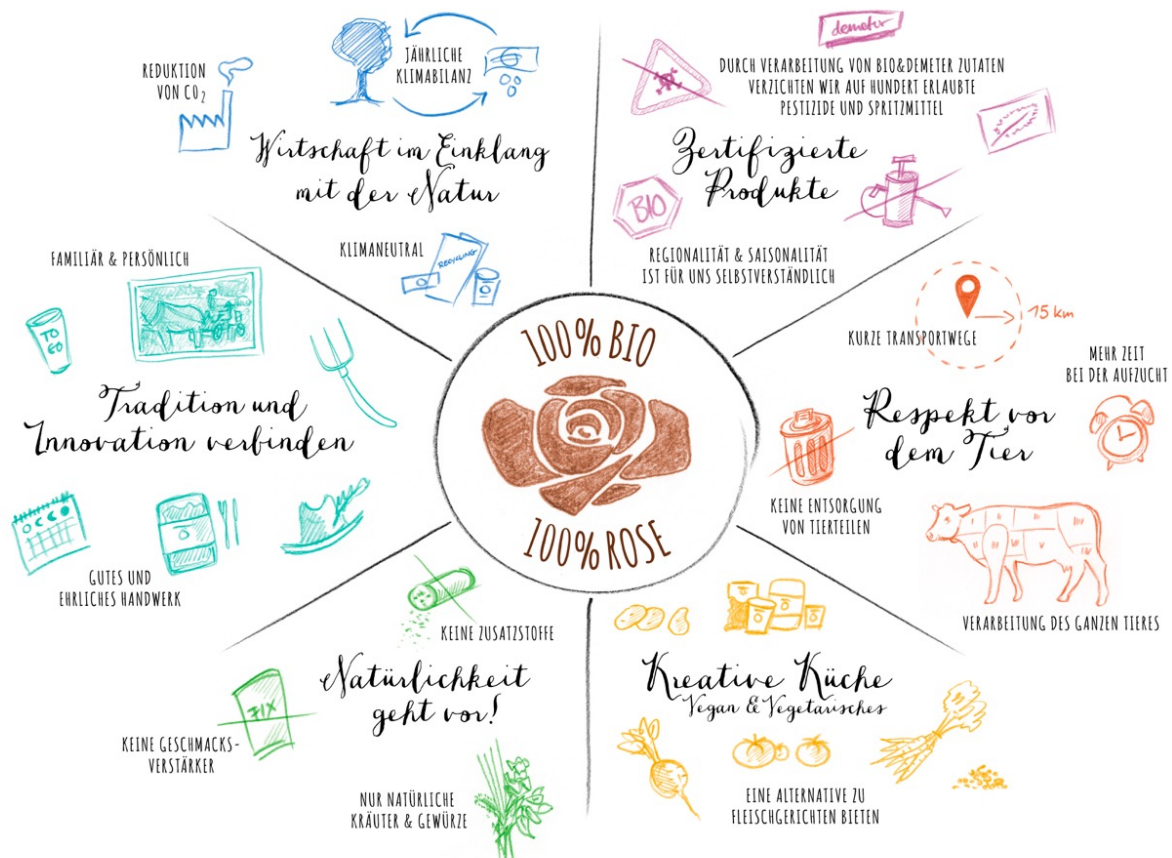 REDUKTION
VON CO₂
JÄHRLICHE
KLIMABILANZ
Wirtschaft im Einklang
mit der Natur
KLIMANEUTRAL
RECYCLING
demeter
DURCH VERARBEITUNG VON BIO&DEMETER ZUTATEN
VERZICHTEN WIR AUF HUNDERT ERLAUBTE
PESTIZIDE UND SPRITZMITTEL
Zertifizierte
Produkte
BIO
REGIONALITÄT & SAISONALITÄT
IST FÜR UNS SELBSTVERSTÄNDLICH
FAMILIÄR & PERSÖNLICH
TO
GO
Tradition und
Innovation verbinden
GUTES UND
EHRLICHES HANDWERK
100% BIO
100% ROSE
15 km
KURZE TRANSPORTWEGE
MEHR ZEIT
BEI DER AUFZUCHT
Respekt vor
dem Tier
KEINE ENTSORGUNG
VON TIERTEILEN
VERARBEITUNG DES GANZEN TIERES
KEINE ZUSATZSTOFFE
Natürlichkeit
geht vor!
FIX
KEINE GESCHMACKS-
VERSTÄRKER
NUR NATÜRLICHE
KRÄUTER & GEWÜRZE
Kreative Küche
Vegan & Vegetarisches
EINE ALTERNATIVE ZU
FLEISCHGERICHTEN BIETEN